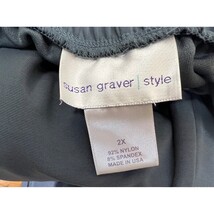 susan graver | style
2X
92% NYLON
8% SPANDEX
MADE IN USA